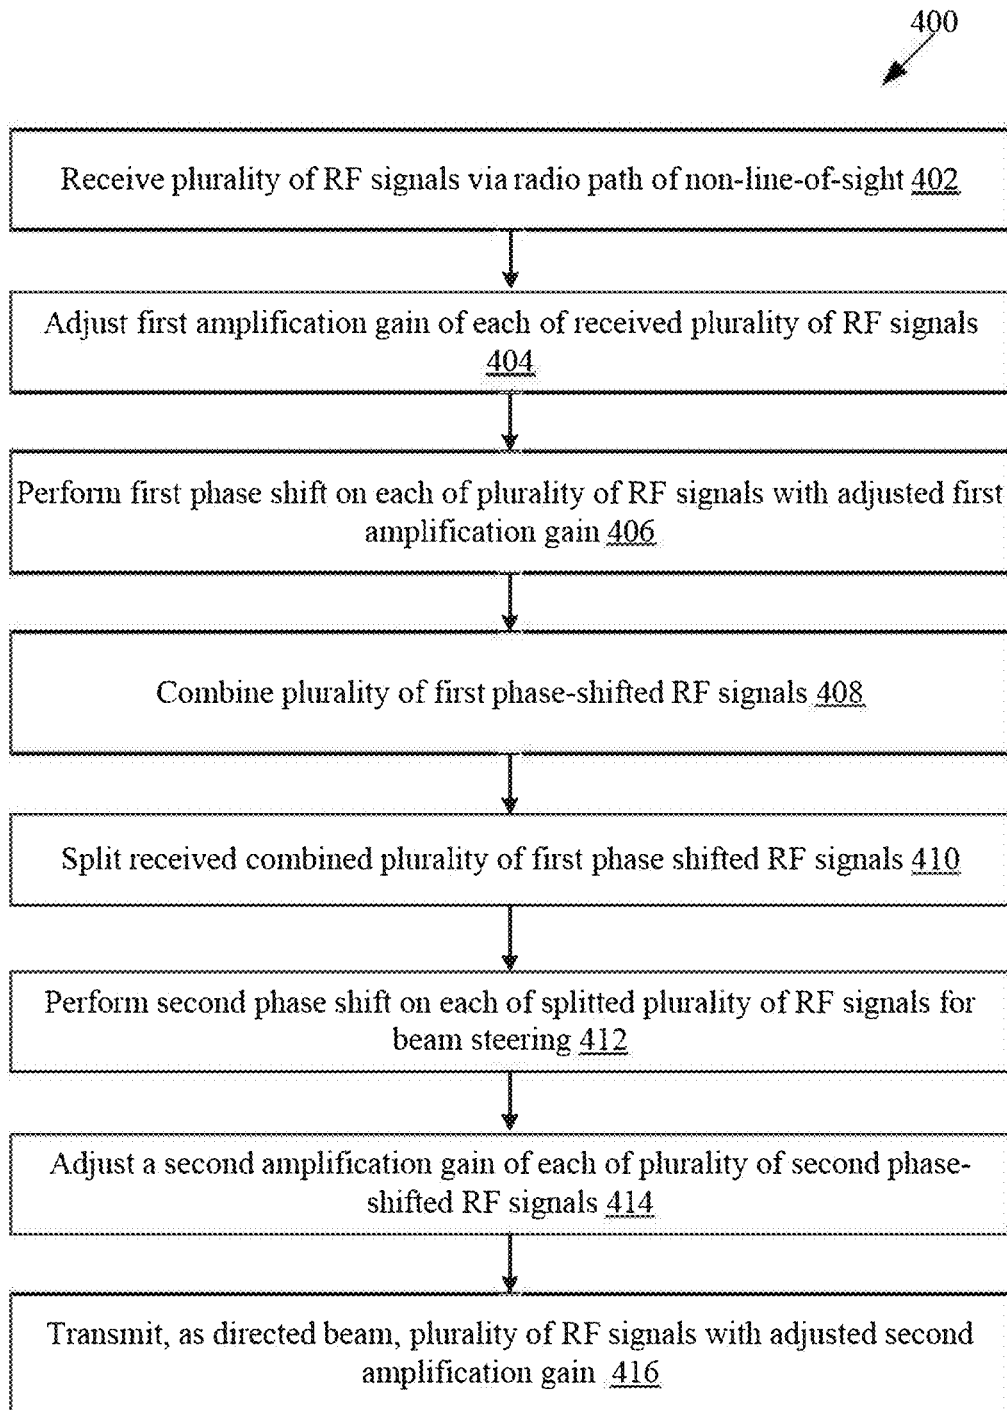 400
Receive plurality of RF signals via radio path of non-line-of-sight 402
Adjust first amplification gain of each of received plurality of RF signals
404
Perform first phase shift on each of plurality of RF signals with adjusted first
amplification gain 406
Combine plurality of first phase-shifted RF signals 408
Split received combined plurality of first phase shifted RF signals 410
Perform second phase shift on each of splitted plurality of RF signals for
beam steering 412
Adjust a second amplification gain of each of plurality of second phase-
shifted RF signals 414
Transmit, as directed beam, plurality of RF signals with adjusted second
amplification gain 416